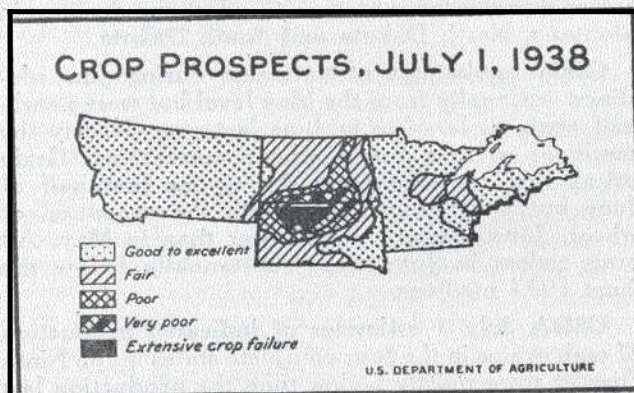 CROP PROSPECTS, JULY 1, 1938
Good to excellent
Fair
Poor
Very poor
Extensive crop failure
U.S. DEPARTMENT OF AGRICULTURE